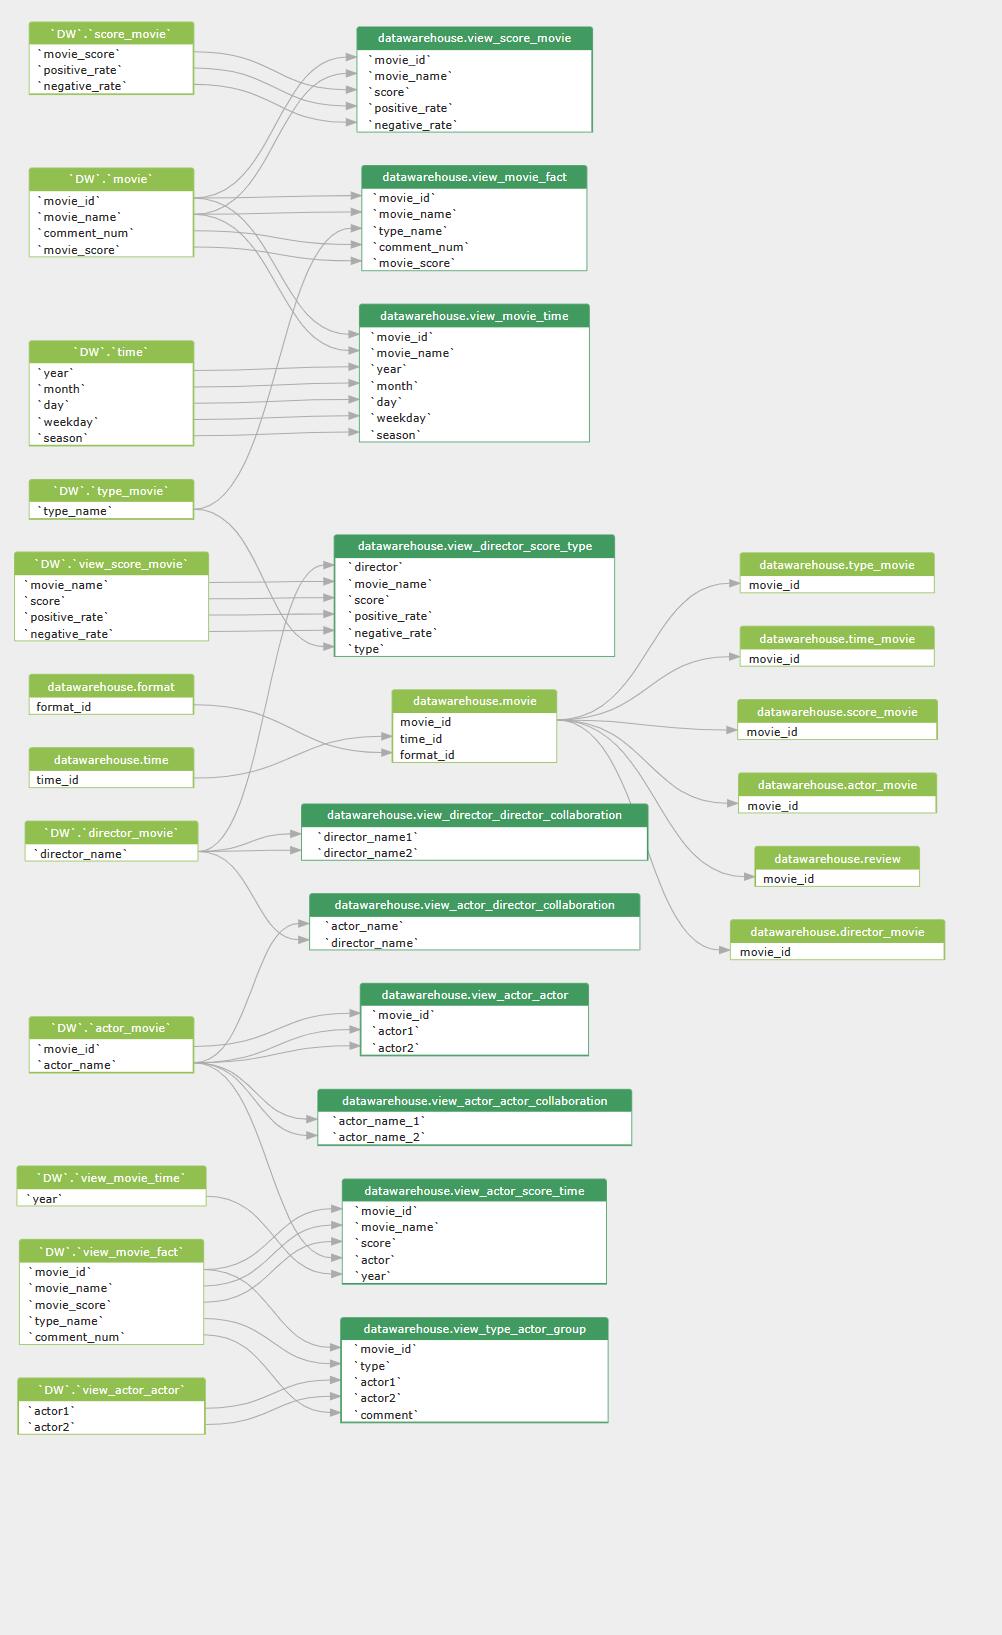 `DW`.`score_movie`
`movie_score`
`positive_rate`
`negative_rate`
datawarehouse.view_score_movie
`movie_id`
`movie_name`
`score`
`positive_rate`
`negative_rate`
`DW`.`movie`
`movie_id`
`movie_name`
`comment_num`
`movie_score`
datawarehouse.view_movie_fact
`movie_id`
`movie_name`
`type_name`
`comment_num`
`movie_score`
datawarehouse.view_movie_time
`movie_id`
`movie_name`
`year`
`month`
`day`
`weekday`
`season`
`DW`.`time`
`year`
`month`
`day`
`weekday`
`season`
`DW`.`type_movie`
`type_name`
`DW`.`view_score_movie`
`movie_name`
`score`
`positive_rate`
`negative_rate`
datawarehouse.view_director_score_type
`director`
`movie_name`
`score`
`positive_rate`
`negative_rate`
`type`
datawarehouse.type_movie
movie_id
datawarehouse.time_movie
movie_id
datawarehouse.format
format_id
datawarehouse.movie
movie_id
time_id
format_id
datawarehouse.score_movie
movie_id
datawarehouse.time
time_id
datawarehouse.actor_movie
movie_id
`DW`.`director_movie`
`director_name`
datawarehouse.view_director_director_collaboration
`director_name1`
`director_name2`
datawarehouse.review
movie_id
datawarehouse.view_actor_director_collaboration
`actor_name`
`director_name`
datawarehouse.director_movie
movie_id
datawarehouse.view_actor_actor
`movie_id`
`actor1`
`actor2`
`DW`.`actor_movie`
`movie_id`
`actor_name`
datawarehouse.view_actor_actor_collaboration
`actor_name_1`
`actor_name_2`
`DW`.`view_movie_time`
`year`
datawarehouse.view_actor_score_time
`movie_id`
`movie_name`
`score`
`actor`
`year`
`DW`.`view_movie_fact`
`movie_id`
`movie_name`
`movie_score`
`type_name`
`comment_num`
datawarehouse.view_type_actor_group
`movie_id`
`type`
`actor1`
`actor2`
`comment`
`DW`.`view_actor_actor`
`actor1`
`actor2`